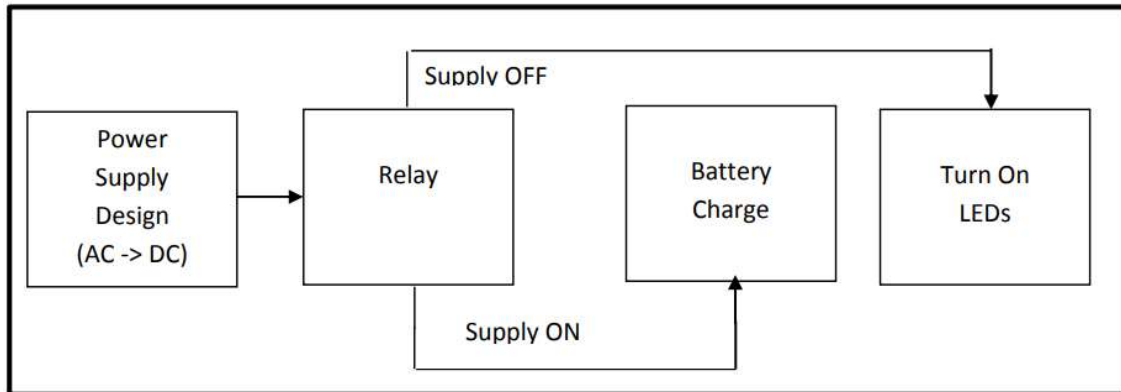 Supply OFF
Power
Supply
Design
(AC -> DC)
Relay
Battery
Charge
Turn On
LEDs
Supply ON